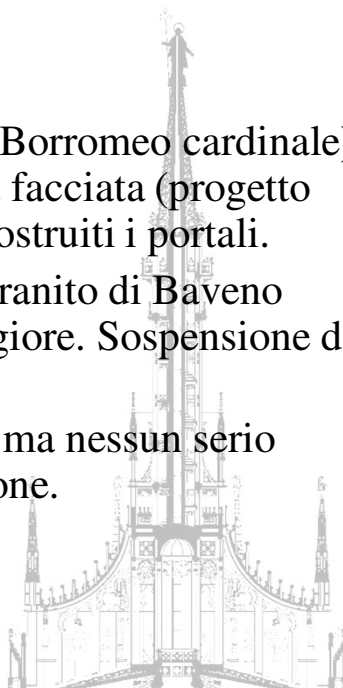 Borromeo cardinale)
facciata (progetto
ostruiti i portali.
ranito di Baveno
giore. Sospensione d
ma nessun serio
one.